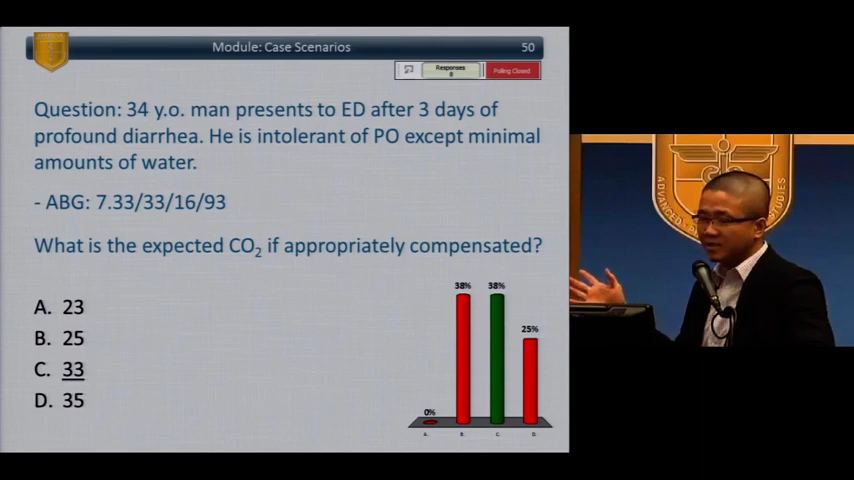 Module: Case Scenarios 50
Responses
8
Polling Closed
Question: 34 y.o. man presents to ED after 3 days of
profound diarrhea. He is intolerant of PO except minimal
amounts of water.
- ABG: 7.33/33/16/93
What is the expected CO₂ if appropriately compensated?
A. 23
B. 25
C. 33
D. 35
0%
38%
38%
25%
A.
B.
C.
D.
ADVANCED